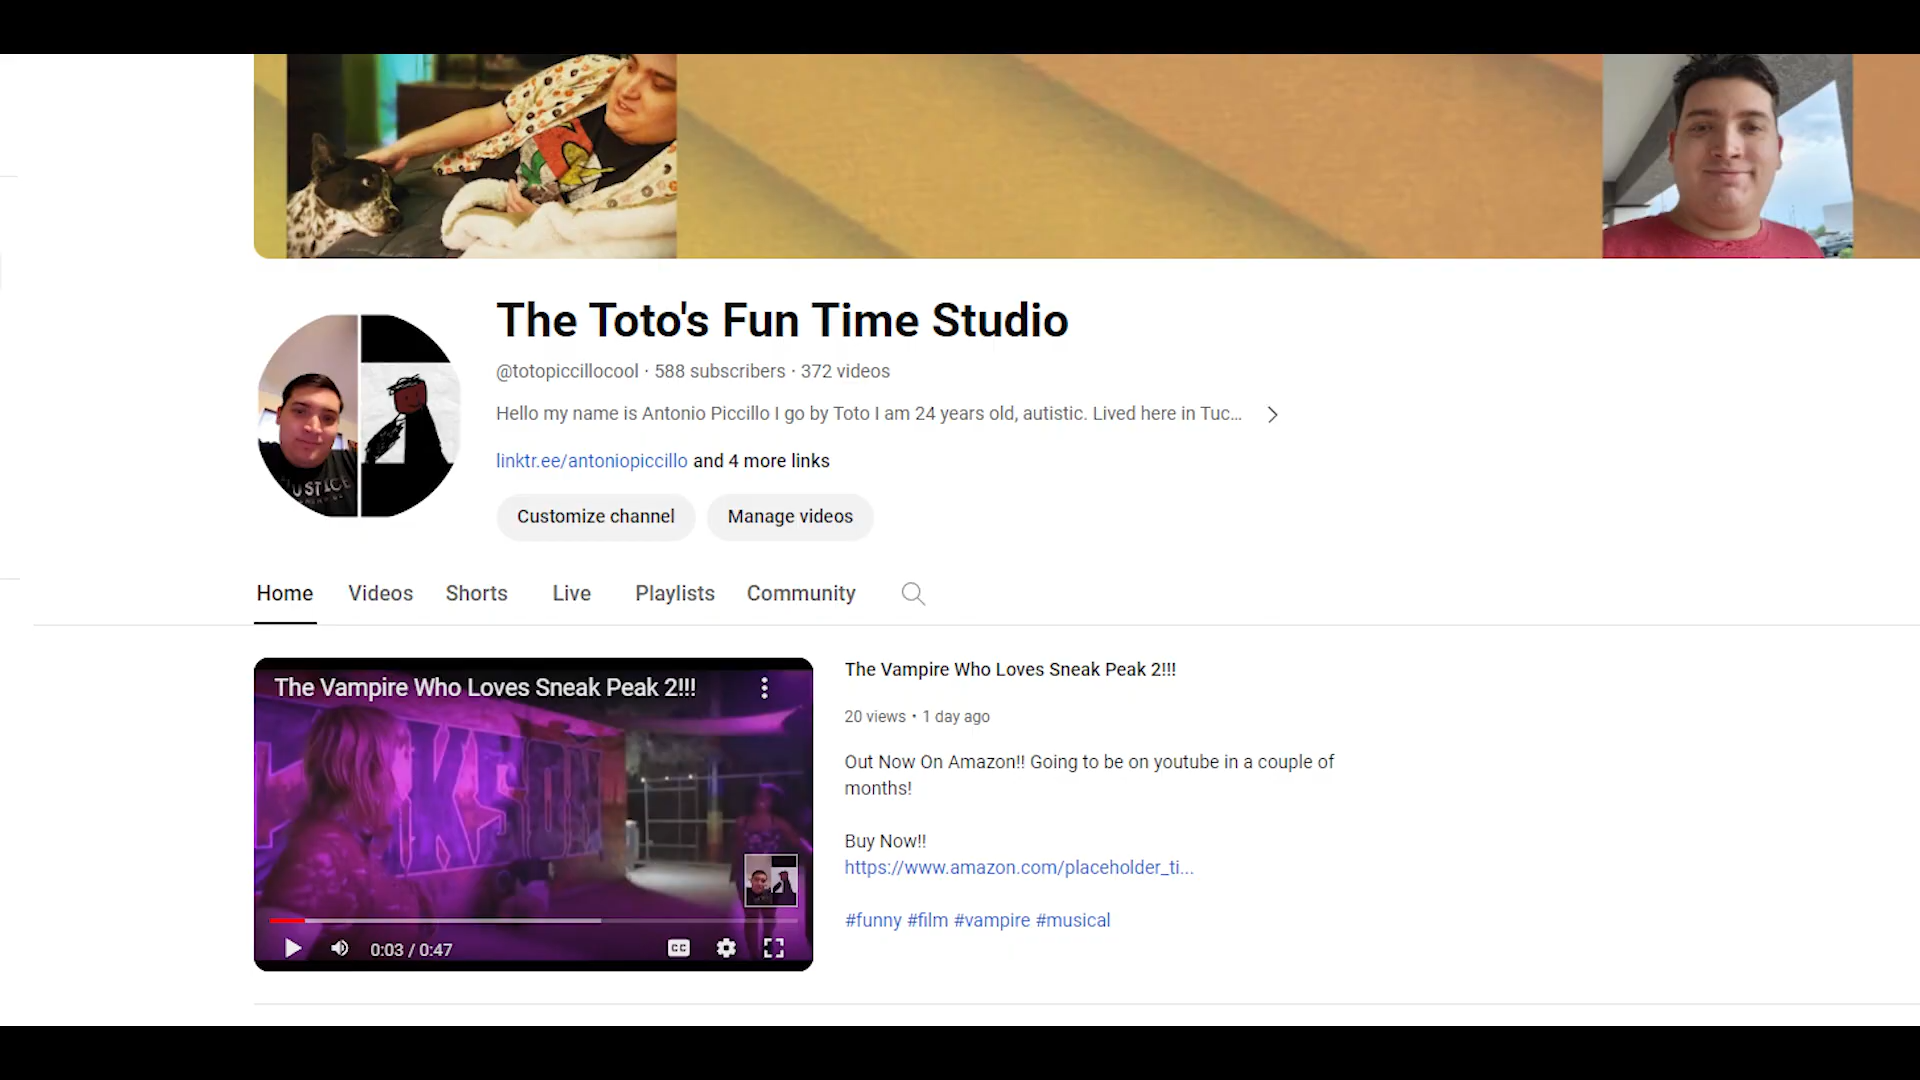 The Toto's Fun Time Studio
@totopiccillocool · 588 subscribers · 372 videos
Hello my name is Antonio Piccillo I go by Toto I am 24 years old, autistic. Lived here in Tuc...
linktr.ee/antoniopiccillo and 4 more links
Customize channel Manage videos
Home Videos Shorts Live Playlists Community
The Vampire Who Loves Sneak Peak 2!!!
0:03 / 0:47
The Vampire Who Loves Sneak Peak 2!!!
20 views • 1 day ago
Out Now On Amazon!! Going to be on youtube in a couple of
months!
Buy Now!!
https://www.amazon.com/placeholder_ti...
#funny #film #vampire #musical